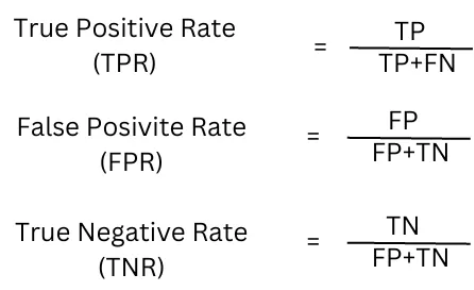 True Positive Rate
(TPR)
=
TP
TP+FN
False Posivite Rate
(FPR)
=
FP
FP+TN
True Negative Rate
(TNR)
=
TN
FP+TN